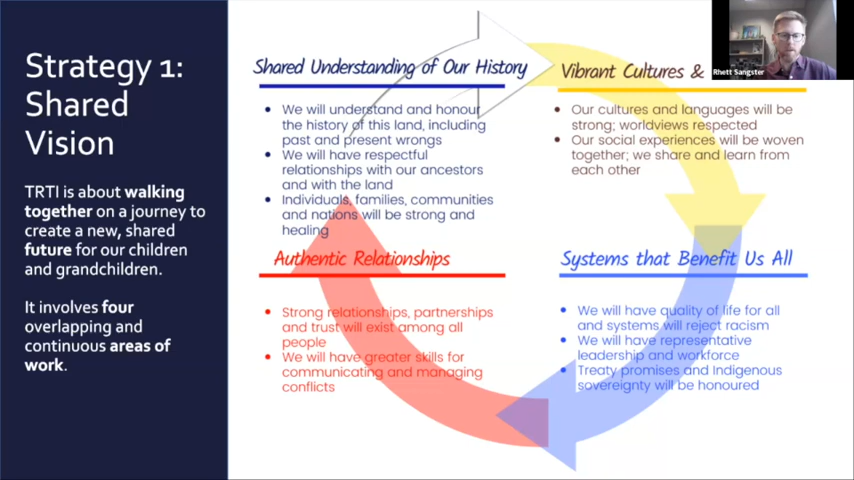 Strategy 1:
Shared
Vision
TRTI is about walking
together on a journey to
create a new, shared
future for our children
and grandchildren.
It involves four
overlapping and
continuous areas of
work.
Shared Understanding of Our History
• We will understand and honour
the history of this land, including
past and present wrongs
• We will have respectful
relationships with our ancestors
and with the land
• Individuals, families, communities
and nations will be strong and
healing
Vibrant Cultures &
• Our cultures and languages will be
strong; worldviews respected
• Our social experiences will be woven
together; we share and learn from
each other
Authentic Relationships
• Strong relationships, partnerships
and trust will exist among all
people
• We will have greater skills for
communicating and managing
conflicts
Systems that Benefit Us All
• We will have quality of life for all
and systems will reject racism
• We will have representative
leadership and workforce
• Treaty promises and Indigenous
sovereignty will be honoured
Rhett Sangster